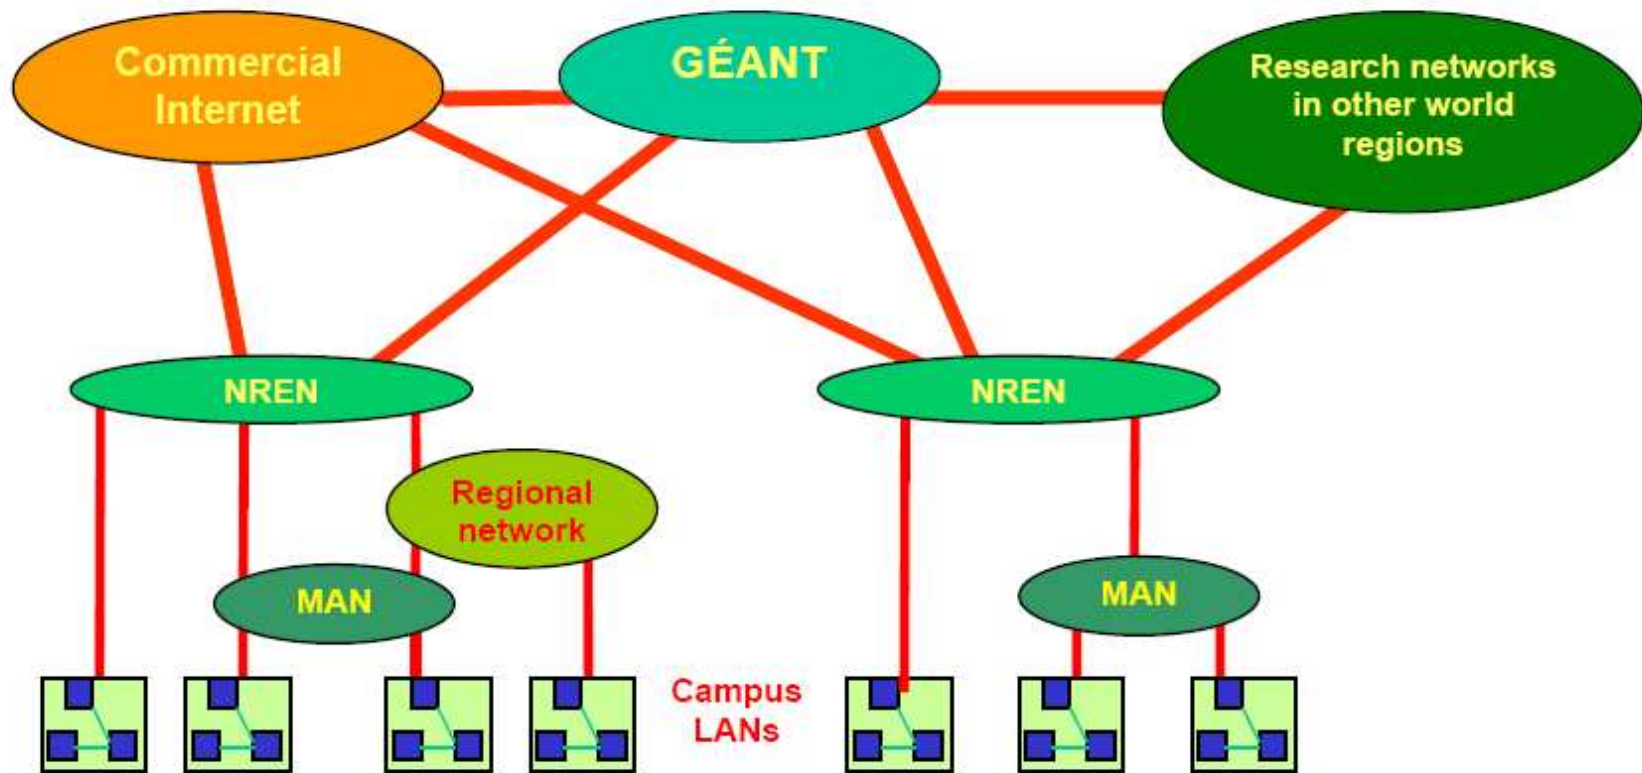 Commercial
Internet
GÉANT
Research networks
in other world
regions
NREN
NREN
Regional
network
MAN
MAN
Campus
LANs